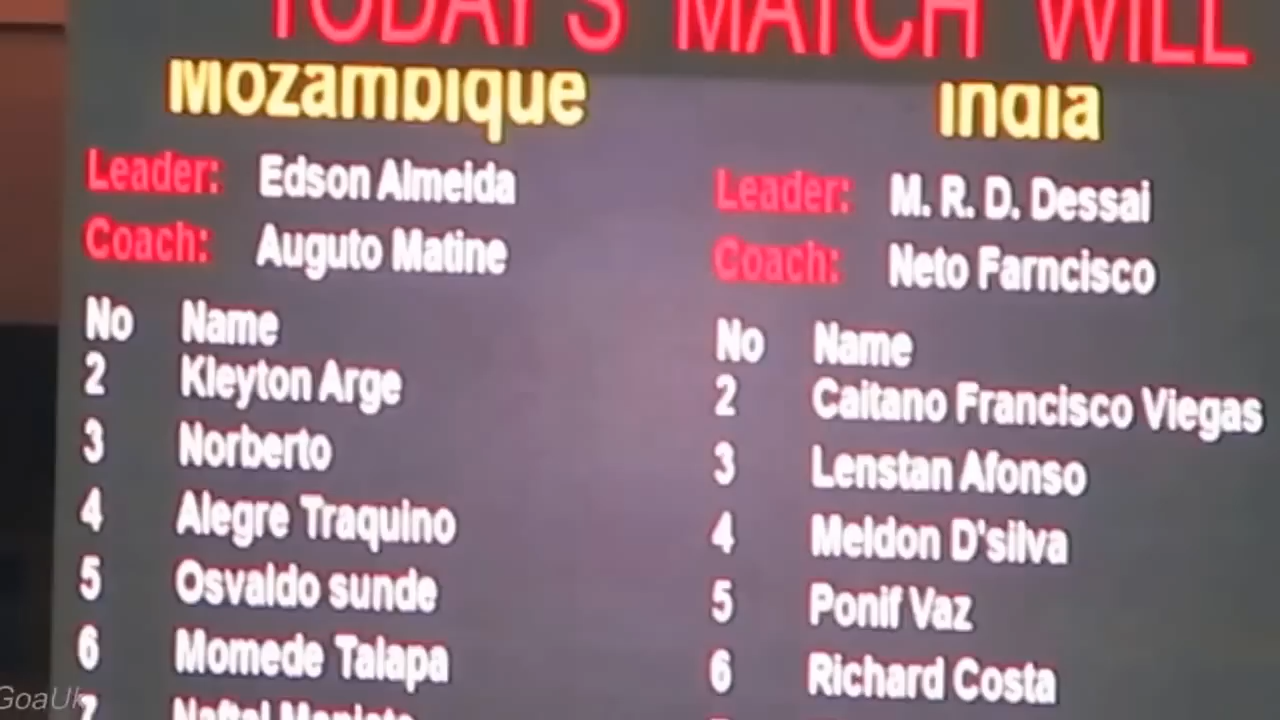 TODAY'S MATCH WILL
Mozambique
Leader: Edson Almeida
Coach: Auguto Matine
No Name
2 Kleyton Arge
3 Norberto
4 Alegre Traquino
5 Osvaldo sunde
6 Momede Talapa
7
India
Leader: M. R. D. Dessai
Coach: Neto Farncisco
No Name
2 Caitano Francisco Viegas
3 Lenstan Afonso
4 Meldon D'silva
5 Ponif Vaz
6 Richard Costa
GoaUk